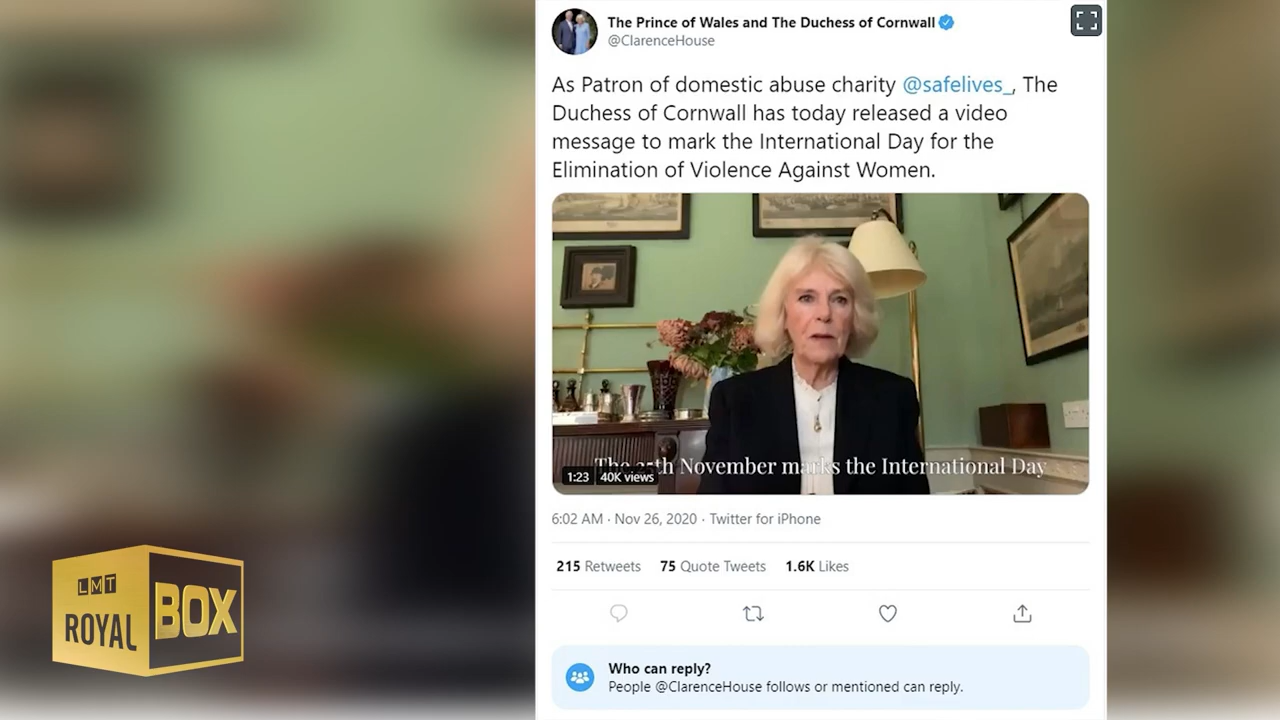 The Prince of Wales and The Duchess of Cornwall
@ClarenceHouse
As Patron of domestic abuse charity @safelives_, The
Duchess of Cornwall has today released a video
message to mark the International Day for the
Elimination of Violence Against Women.
The 25th November marks the International Day
1:23 40K views
6:02 AM · Nov 26, 2020 · Twitter for iPhone
215 Retweets 75 Quote Tweets 1.6K Likes
Who can reply?
People @ClarenceHouse follows or mentioned can reply.
LMT
ROYAL
BOX